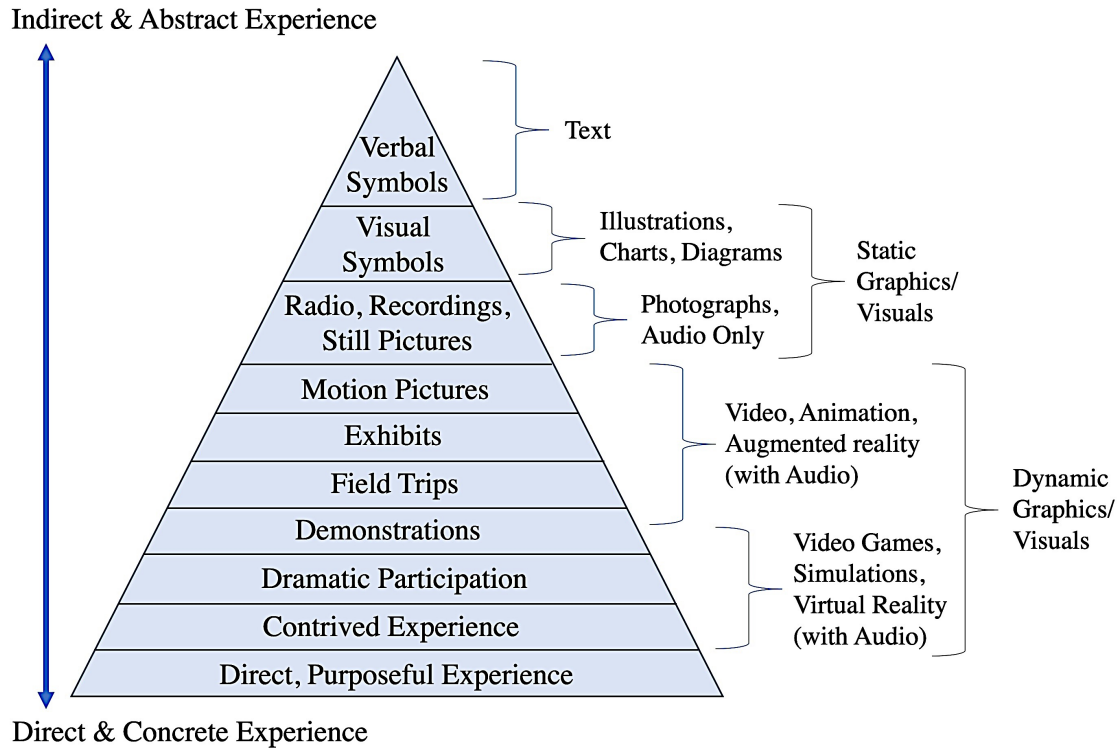 Indirect & Abstract Experience
Verbal
Symbols
Text
Visual
Symbols
Illustrations,
Charts, Diagrams
Static
Graphics/
Visuals
Radio, Recordings,
Still Pictures
Photographs,
Audio Only
Motion Pictures
Exhibits
Field Trips
Demonstrations
Video, Animation,
Augmented reality
(with Audio)
Dynamic
Graphics/
Visuals
Dramatic Participation
Contrived Experience
Video Games,
Simulations,
Virtual Reality
(with Audio)
Direct, Purposeful Experience
Direct & Concrete Experience